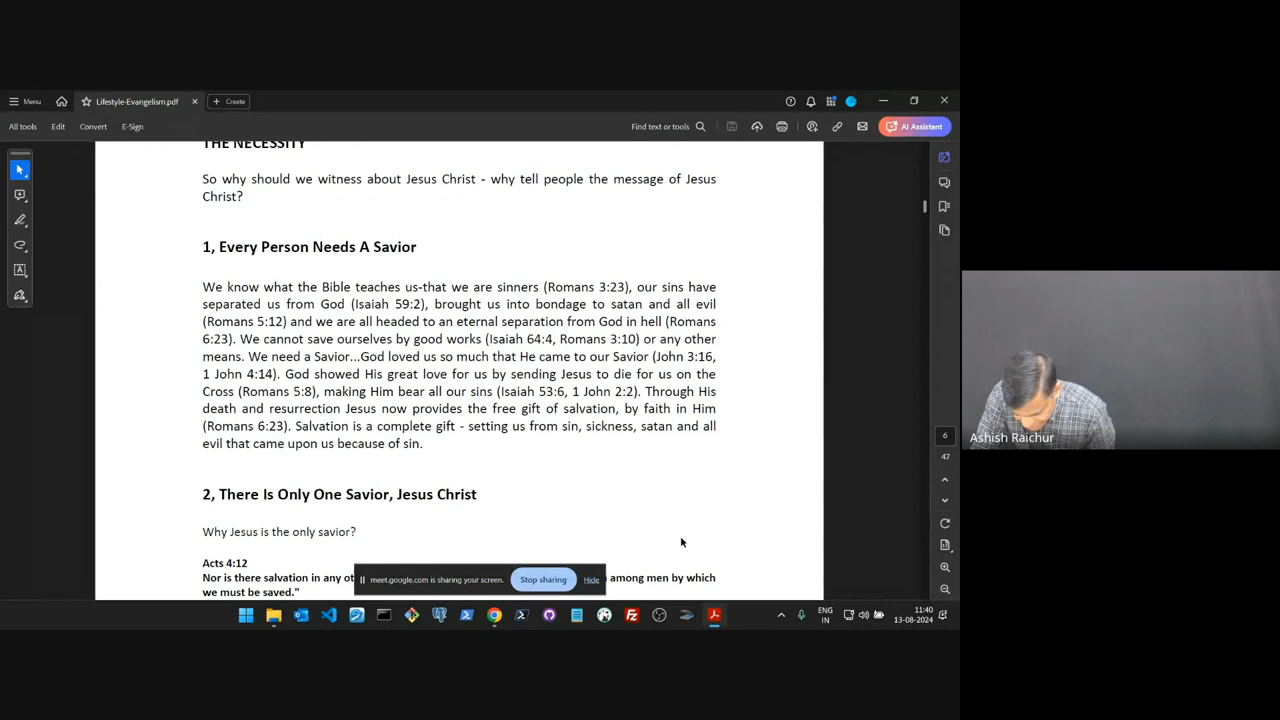 Menu
Lifestyle-Evangelism.pdf
Create
All tools
Edit
Convert
E-Sign
Find text or tools
AI Assistant
THE NECESSITY
So why should we witness about Jesus Christ - why tell people the message of Jesus
Christ?
1, Every Person Needs A Savior
We know what the Bible teaches us-that we are sinners (Romans 3:23), our sins have
separated us from God (Isaiah 59:2), brought us into bondage to satan and all evil
(Romans 5:12) and we are all headed to an eternal separation from God in hell (Romans
6:23). We cannot save ourselves by good works (Isaiah 64:4, Romans 3:10) or any other
means. We need a Savior...God loved us so much that He came to our Savior (John 3:16,
1 John 4:14). God showed His great love for us by sending Jesus to die for us on the
Cross (Romans 5:8), making Him bear all our sins (Isaiah 53:6, 1 John 2:2). Through His
death and resurrection Jesus now provides the free gift of salvation, by faith in Him
(Romans 6:23). Salvation is a complete gift - setting us from sin, sickness, satan and all
evil that came upon us because of sin.
2, There Is Only One Savior, Jesus Christ
Why Jesus is the only savior?
Acts 4:12
Nor is there salvation in any ot
among men by which
we must be saved."
meet.google.com is sharing your screen.
Stop sharing
Hide
6
47
Ashish Raichur
ENG
IN
11:40
13-08-2024